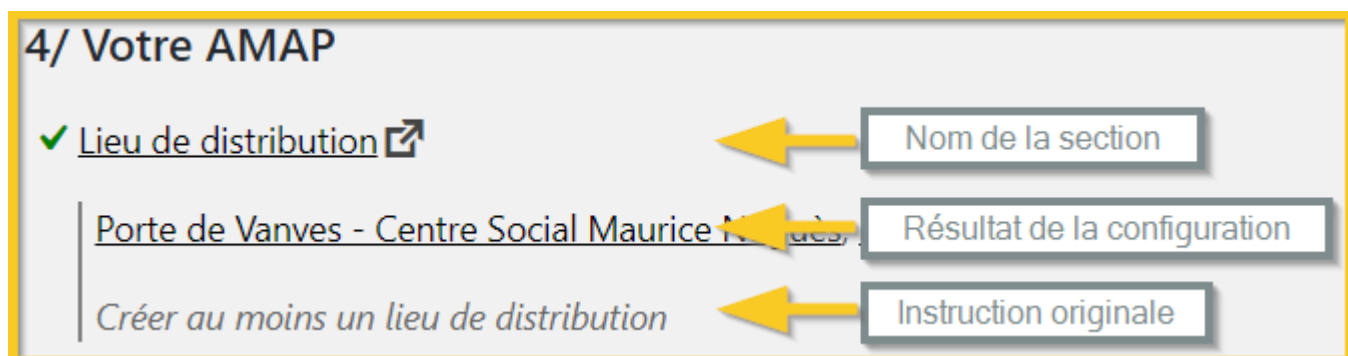 4/ Votre AMAP
Lieu de distribution
Nom de la section
Porte de Vanves - Centre Social Maurice
Résultat de la configuration
Créer au moins un lieu de distribution
Instruction originale